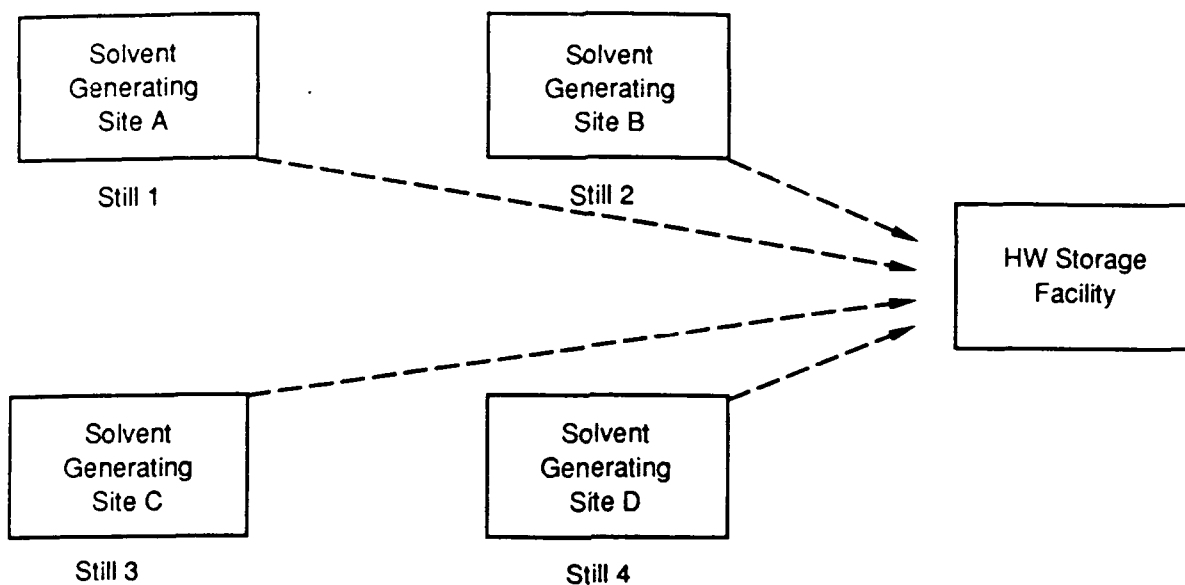 Solvent
Generating
Site A
Still 1
Solvent
Generating
Site B
Still 2
HW Storage
Facility
Solvent
Generating
Site C
Still 3
Solvent
Generating
Site D
Still 4